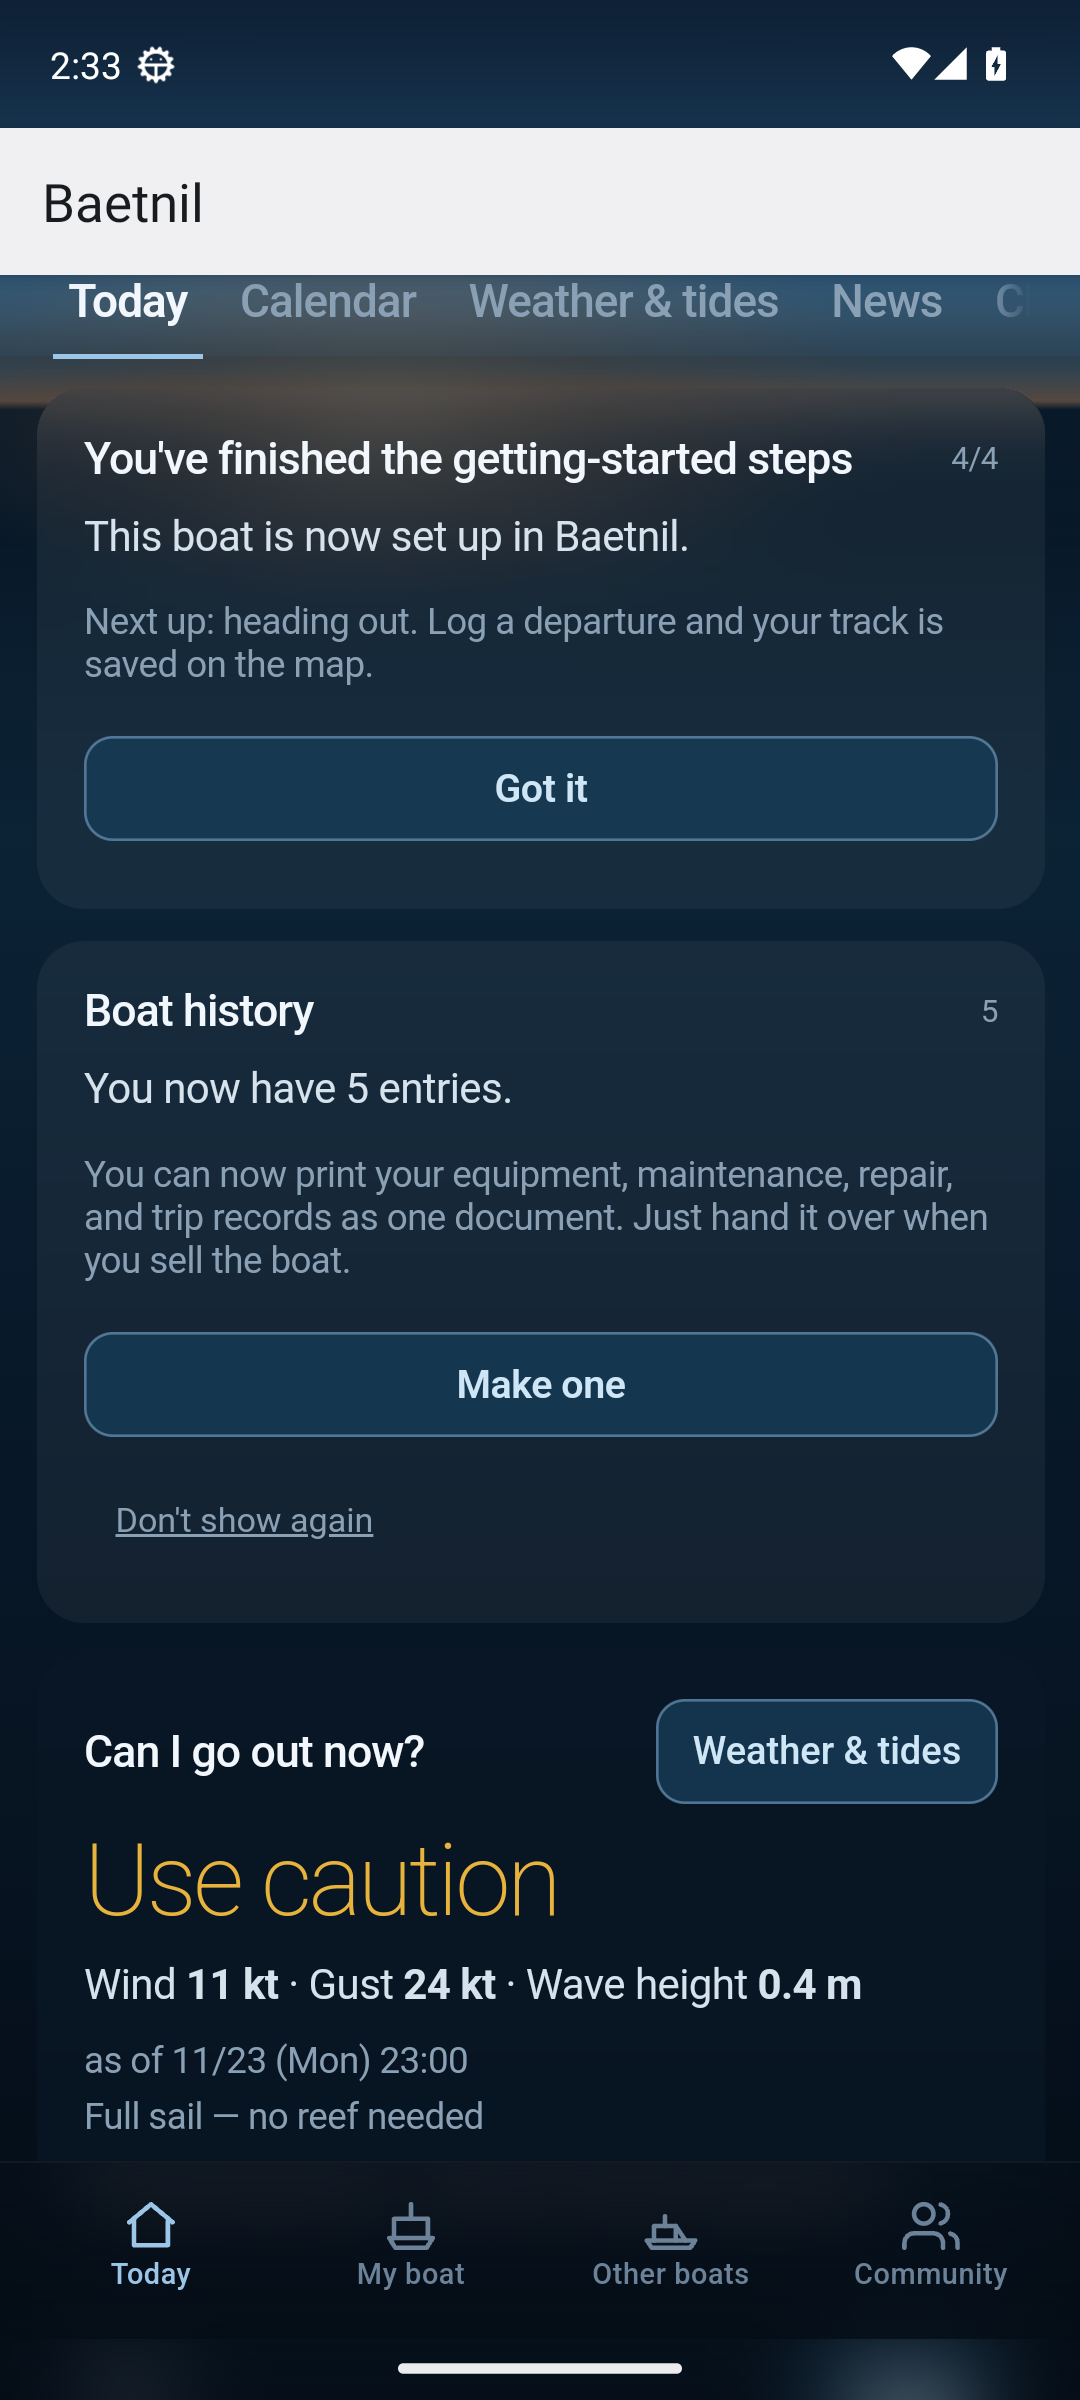 2:33
Baetnil
Today Calendar Weather & tides News C
You've finished the getting-started steps 4/4
This boat is now set up in Baetnil.
Next up: heading out. Log a departure and your track is
saved on the map.
Got it
Boat history 5
You now have 5 entries.
You can now print your equipment, maintenance, repair,
and trip records as one document. Just hand it over when
you sell the boat.
Make one
Don't show again
Can I go out now? Weather & tides
Use caution
Wind 11 kt · Gust 24 kt · Wave height 0.4 m
as of 11/23 (Mon) 23:00
Full sail — no reef needed
Today My boat Other boats Community